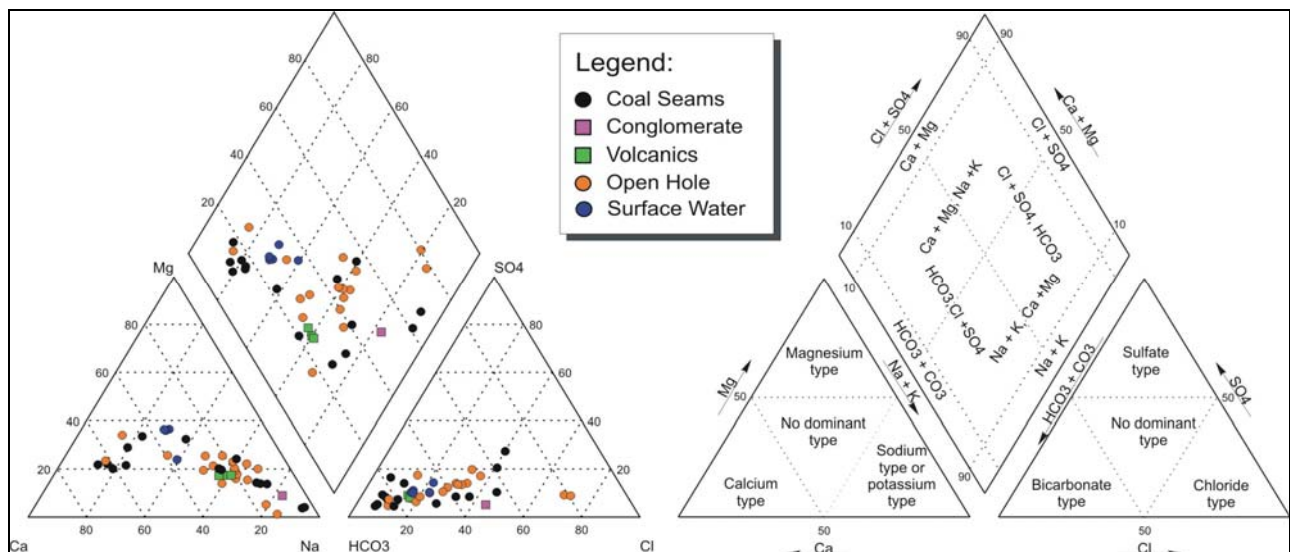 80
80
60
60
40
40
20
20
Mg
SO4
80
80
60
60
40
40
20
20
80
60
40
20
20
40
60
80
Ca
Na
HCO3
Cl
Legend:
Coal Seams
Conglomerate
Volcanics
Open Hole
Surface Water
90
90
Cl + SO4
Ca + Mg
50
50
Ca + Mg
Cl + SO4
Ca + Mg, Na +K
Cl + SO4, HCO3
10
10
HCO3,Cl +SO4
Na + K, Ca +Mg
10
10
HCO3 + CO3
Na + K
Na + K
HCO3 + CO3
90
90
Mg
50
Magnesium
type
No dominant
type
Calcium
type
Sodium
type or
potassium
type
50
Ca
50
Sulfate
type
50
SO4
No dominant
type
Bicarbonate
type
Chloride
type
50
Cl